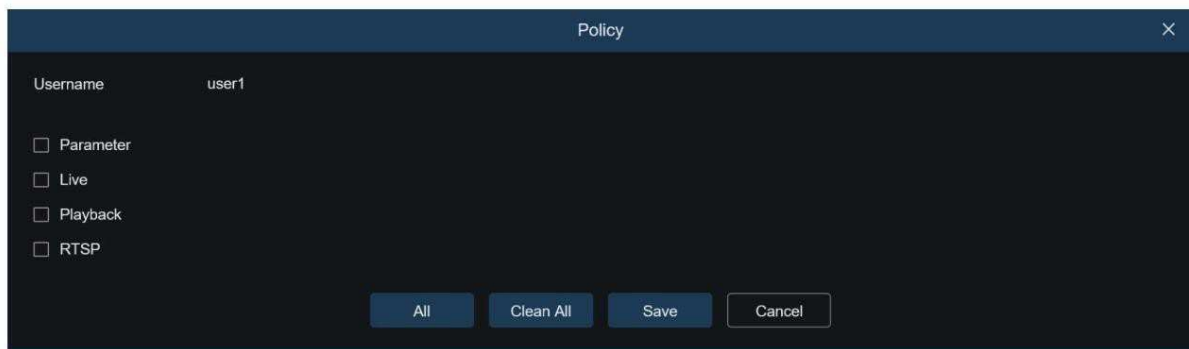 Policy
Username user1
Parameter
Live
Playback
RTSP
All Clean All Save Cancel